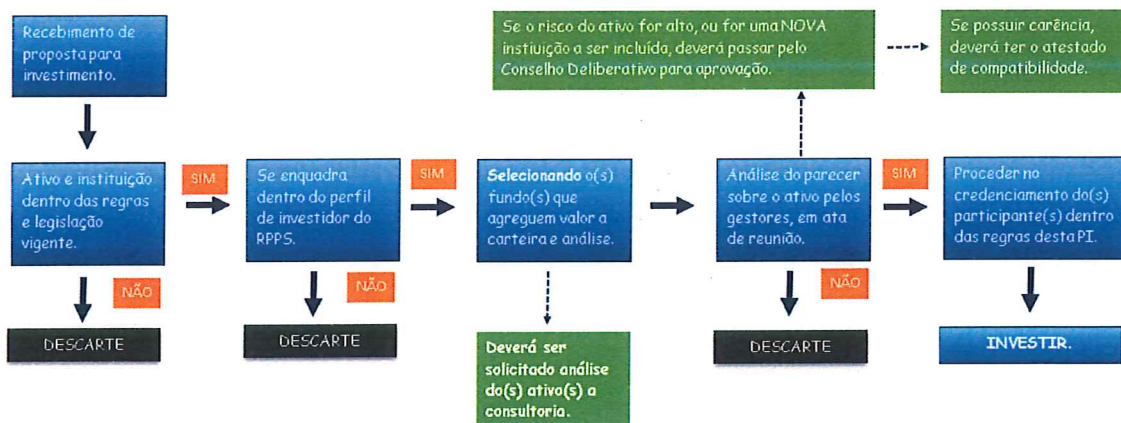 Recebimento de
proposta para
investimento.
Se o risco do ativo for alto, ou for uma NOVA
instiuição a ser incluída, deverá passar pelo
Conselho Deliberativo para aprovação.
Se possuir carência,
deverá ter o atestado
de compatibilidade.
Ativo e instituição
dentro das regras
e legislação
vigente.
SIM
Se enquadra
dentro do perfil
de investidor do
RPPS.
SIM
Selecionando o(s)
fundo(s) que
agreguem valor a
carteira e análise.
Análise do parecer
sobre o ativo pelos
gestores, em ata
de reunião.
SIM
Proceder no
credenciamento do(s)
participante(s) dentro
das regras desta PI.
NÃO
NÃO
NÃO
DESCARTE
DESCARTE
Deverá ser
solicitado análise
do(s) ativo(s) a
consultoria.
DESCARTE
INVESTIR.